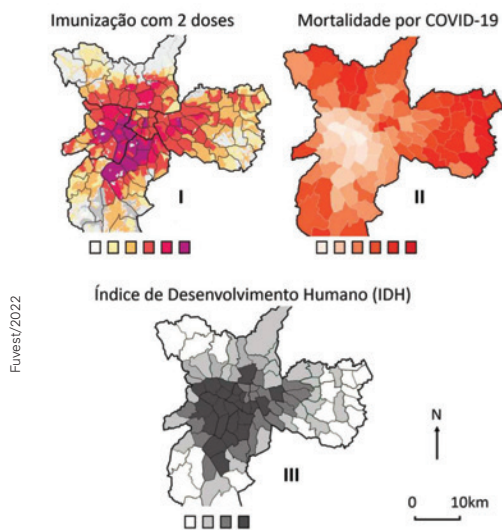 Imunização com 2 doses
Mortalidade por COVID-19
I
II
Índice de Desenvolvimento Humano (IDH)
Fuvest/2022
III
N
0 10km